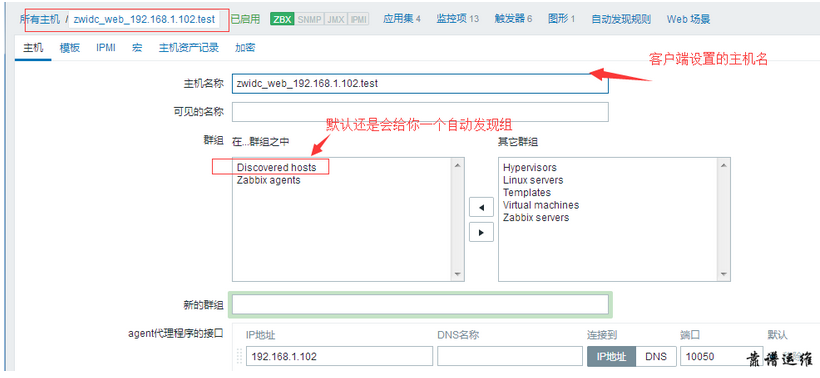 所有主机 / zwidc_web_192.168.1.102.test 已启用 ZBX SNMP JMX IPMI 应用集 4 监控项 13 触发器 6 图形 1 自动发现规则 Web 场景
主机 模板 IPMI 宏 主机资产记录 加密
客户端设置的主机名
主机名称 zwidc_web_192.168.1.102.test
可见的名称
默认还是会给你一个自动发现组
群组 在...群组之中 其它群组
Discovered hosts Hypervisors
Zabbix agents Linux servers
Templates
Virtual machines
Zabbix servers
新的群组
agent代理程序的接口 IP地址 DNS名称 连接到 端口 默认
192.168.1.102 IP地址 DNS 10050
靠谱运维